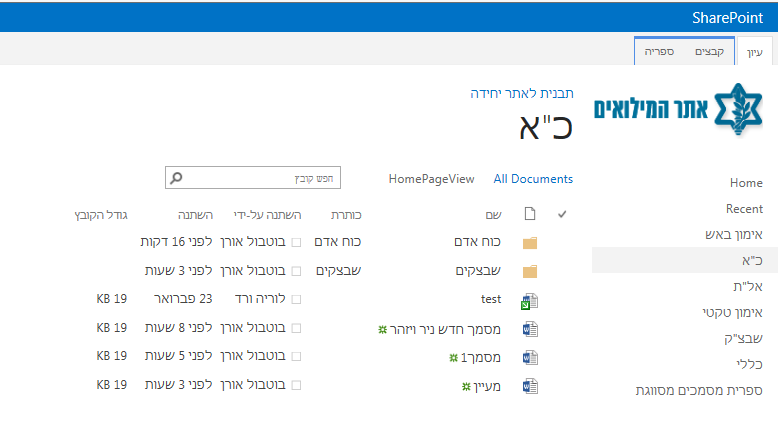 SharePoint
עיון קבצים ספריה
אתר המילואים
תבנית לאתר יחידה
כ"א
All Documents HomePageView חפש קובץ
Home
Recent
אימון באש
כ"א
אל"ת
אימון טקטי
שבצ"ק
כללי
ספרית מסמכים מסווגת
שם כותרת השתנה על-ידי השתנה גודל הקובץ
כוח אדם כוח אדם בוטבול אורן לפני 16 דקות
שבצקים שבצקים בוטבול אורן לפני 3 שעות
test לוריה ורד 23 פברואר 19 KB
מסמך חדש ניר ויזהר בוטבול אורן לפני 8 שעות 19 KB
מסמך1 בוטבול אורן לפני 5 שעות 19 KB
מעיין בוטבול אורן לפני 3 שעות 19 KB